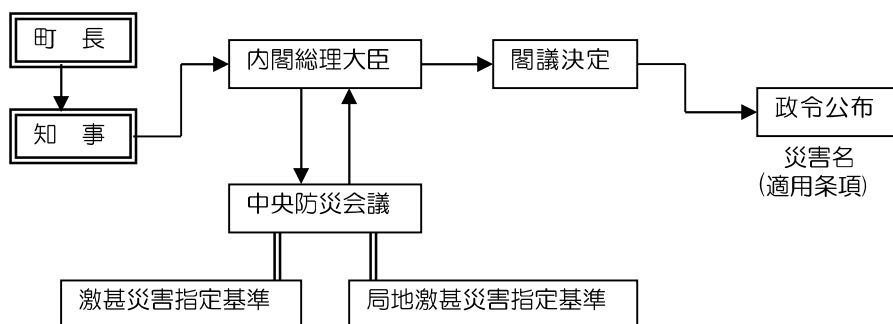 町　長
内閣総理大臣
閣議決定
知　事
政令公布
災害名
(適用条項)
中央防災会議
激甚災害指定基準
局地激甚災害指定基準